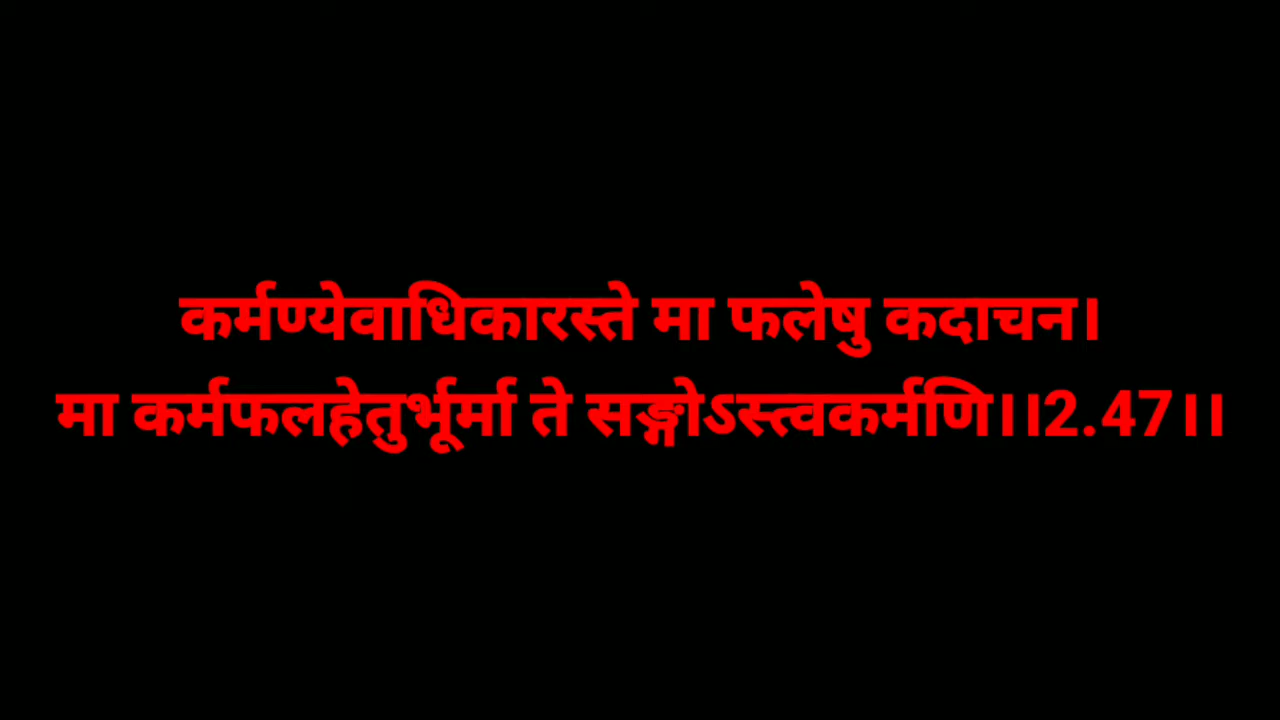 कर्मण्येवाधिकारस्ते मा फलेषु कदाचन।
मा कर्मफलहेतुर्भूर्मा ते सङ्गोऽस्त्वकर्मणि।।2.47।।